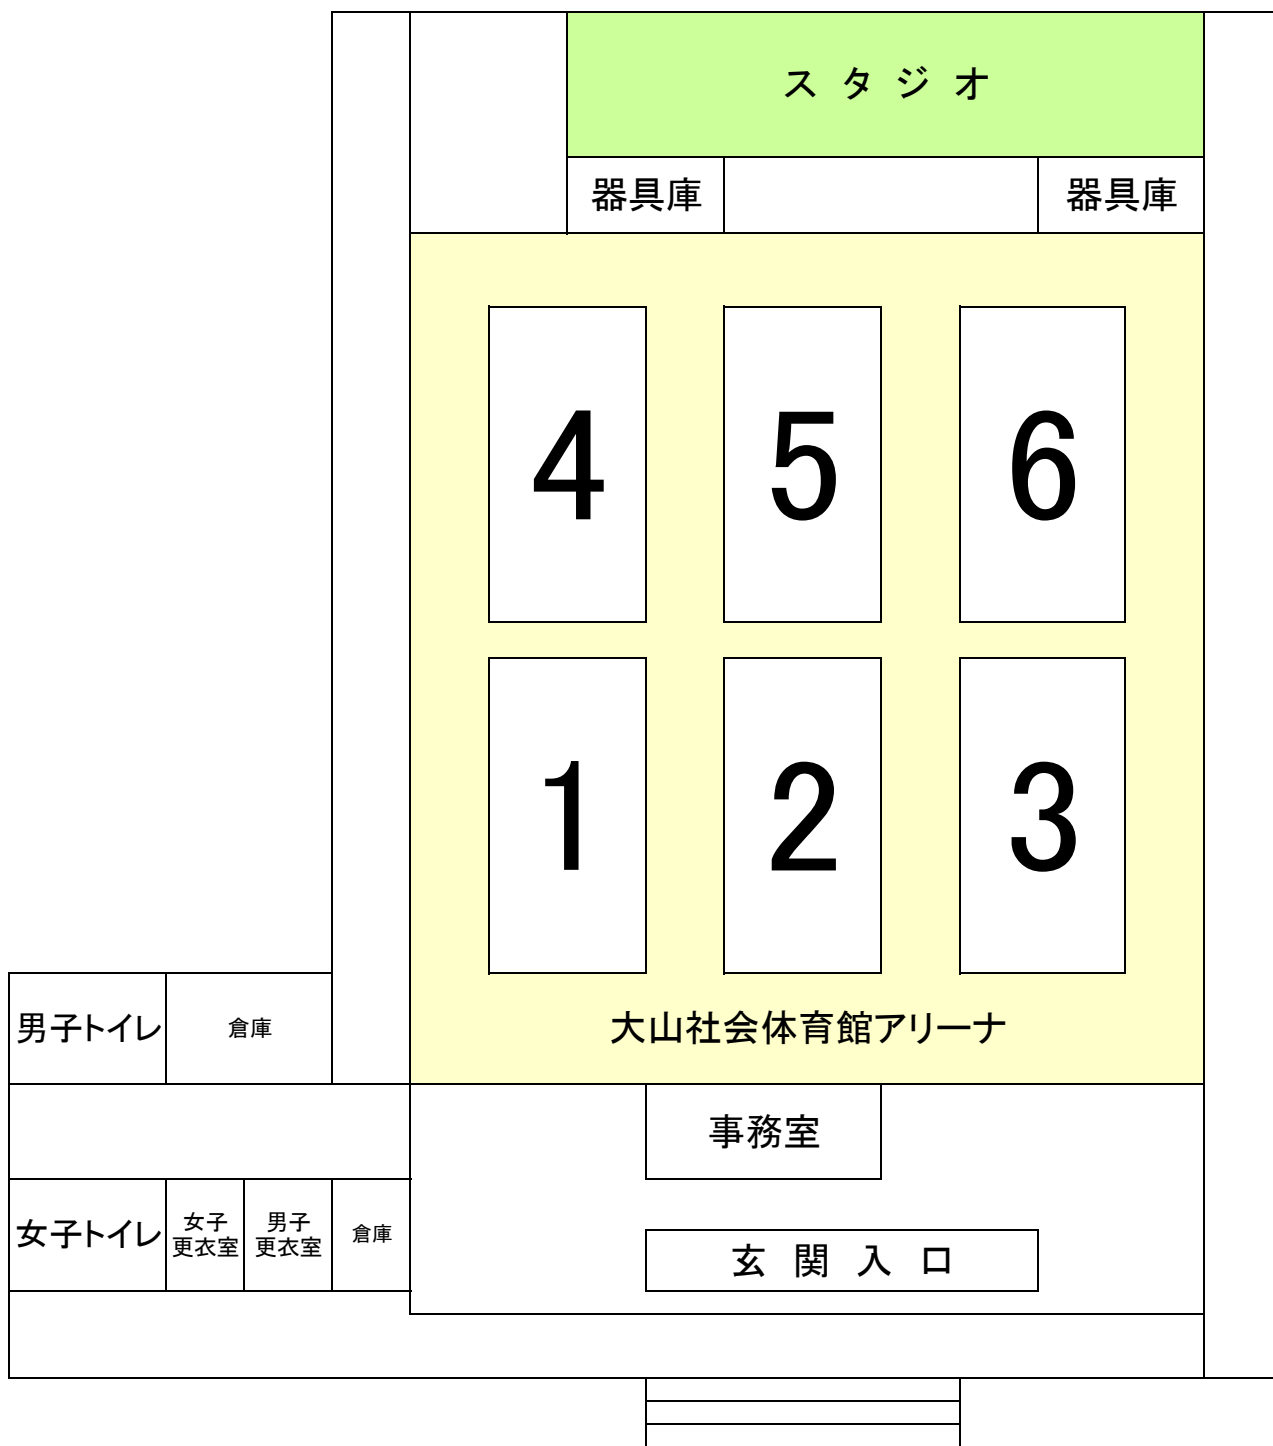 スタジオ
器具庫
器具庫
4
5
6
1
2
3
大山社会体育館アリーナ
男子トイレ
倉庫
事務室
女子トイレ
女子
更衣室
男子
更衣室
倉庫
玄関入口